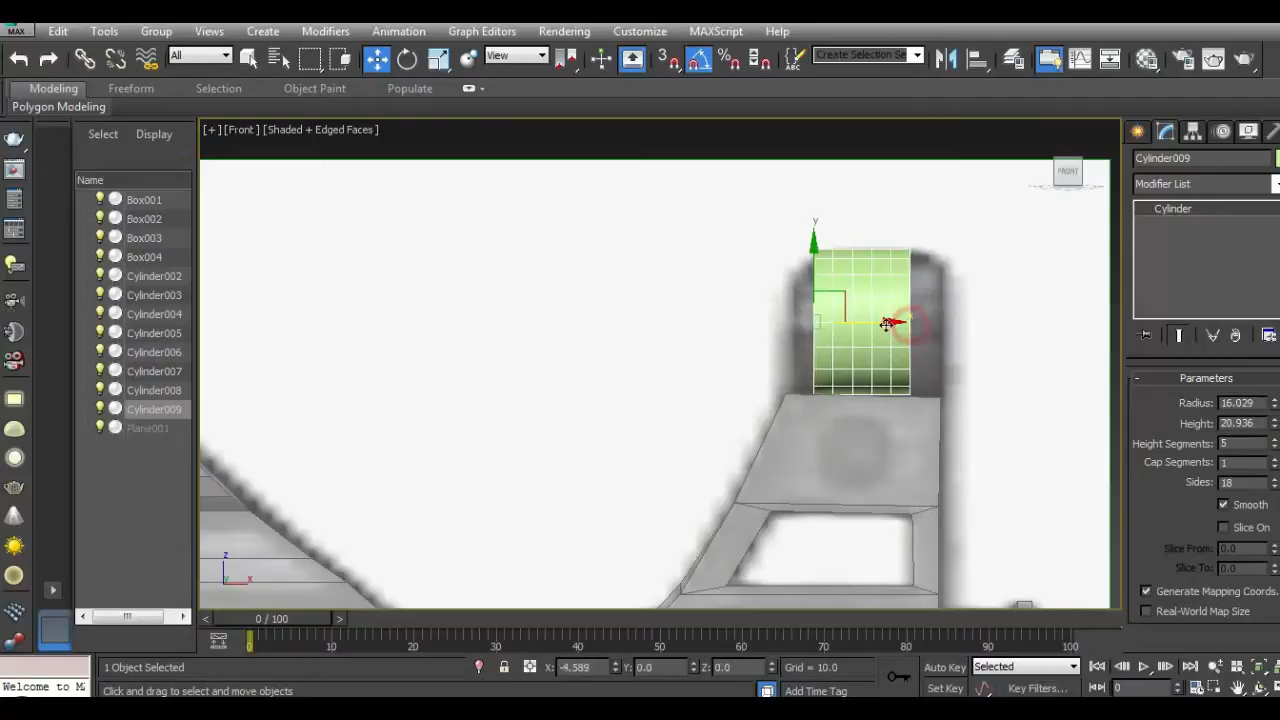 MAX Edit Tools Group Views Create Modifiers Animation Graph Editors Rendering Customize MAXScript Help
All View 3 % ABC Create Selection Se
Modeling Freeform Selection Object Paint Populate
Polygon Modeling
Select Display
Name
Box001
Box002
Box003
Box004
Cylinder002
Cylinder003
Cylinder004
Cylinder005
Cylinder006
Cylinder007
Cylinder008
Cylinder009
Plane001
[+] [Front] [Shaded + Edged Faces ]
FRONT
y
z
x
Cylinder009
Modifier List
Cylinder
Parameters
Radius: 16.029
Height: 20.936
Height Segments: 5
Cap Segments: 1
Sides: 18
Smooth
Slice On
Slice From: 0.0
Slice To: 0.0
Generate Mapping Coords.
Real-World Map Size
< 0 / 100 >
0 10 20 30 40 50 60 70 80 90 100
1 Object Selected X: -4.589 Y: 0.0 Z: 0.0 Grid = 10.0 Auto Key Selected
Welcome to M Click and drag to select and move objects Add Time Tag Set Key Key Filters... 0